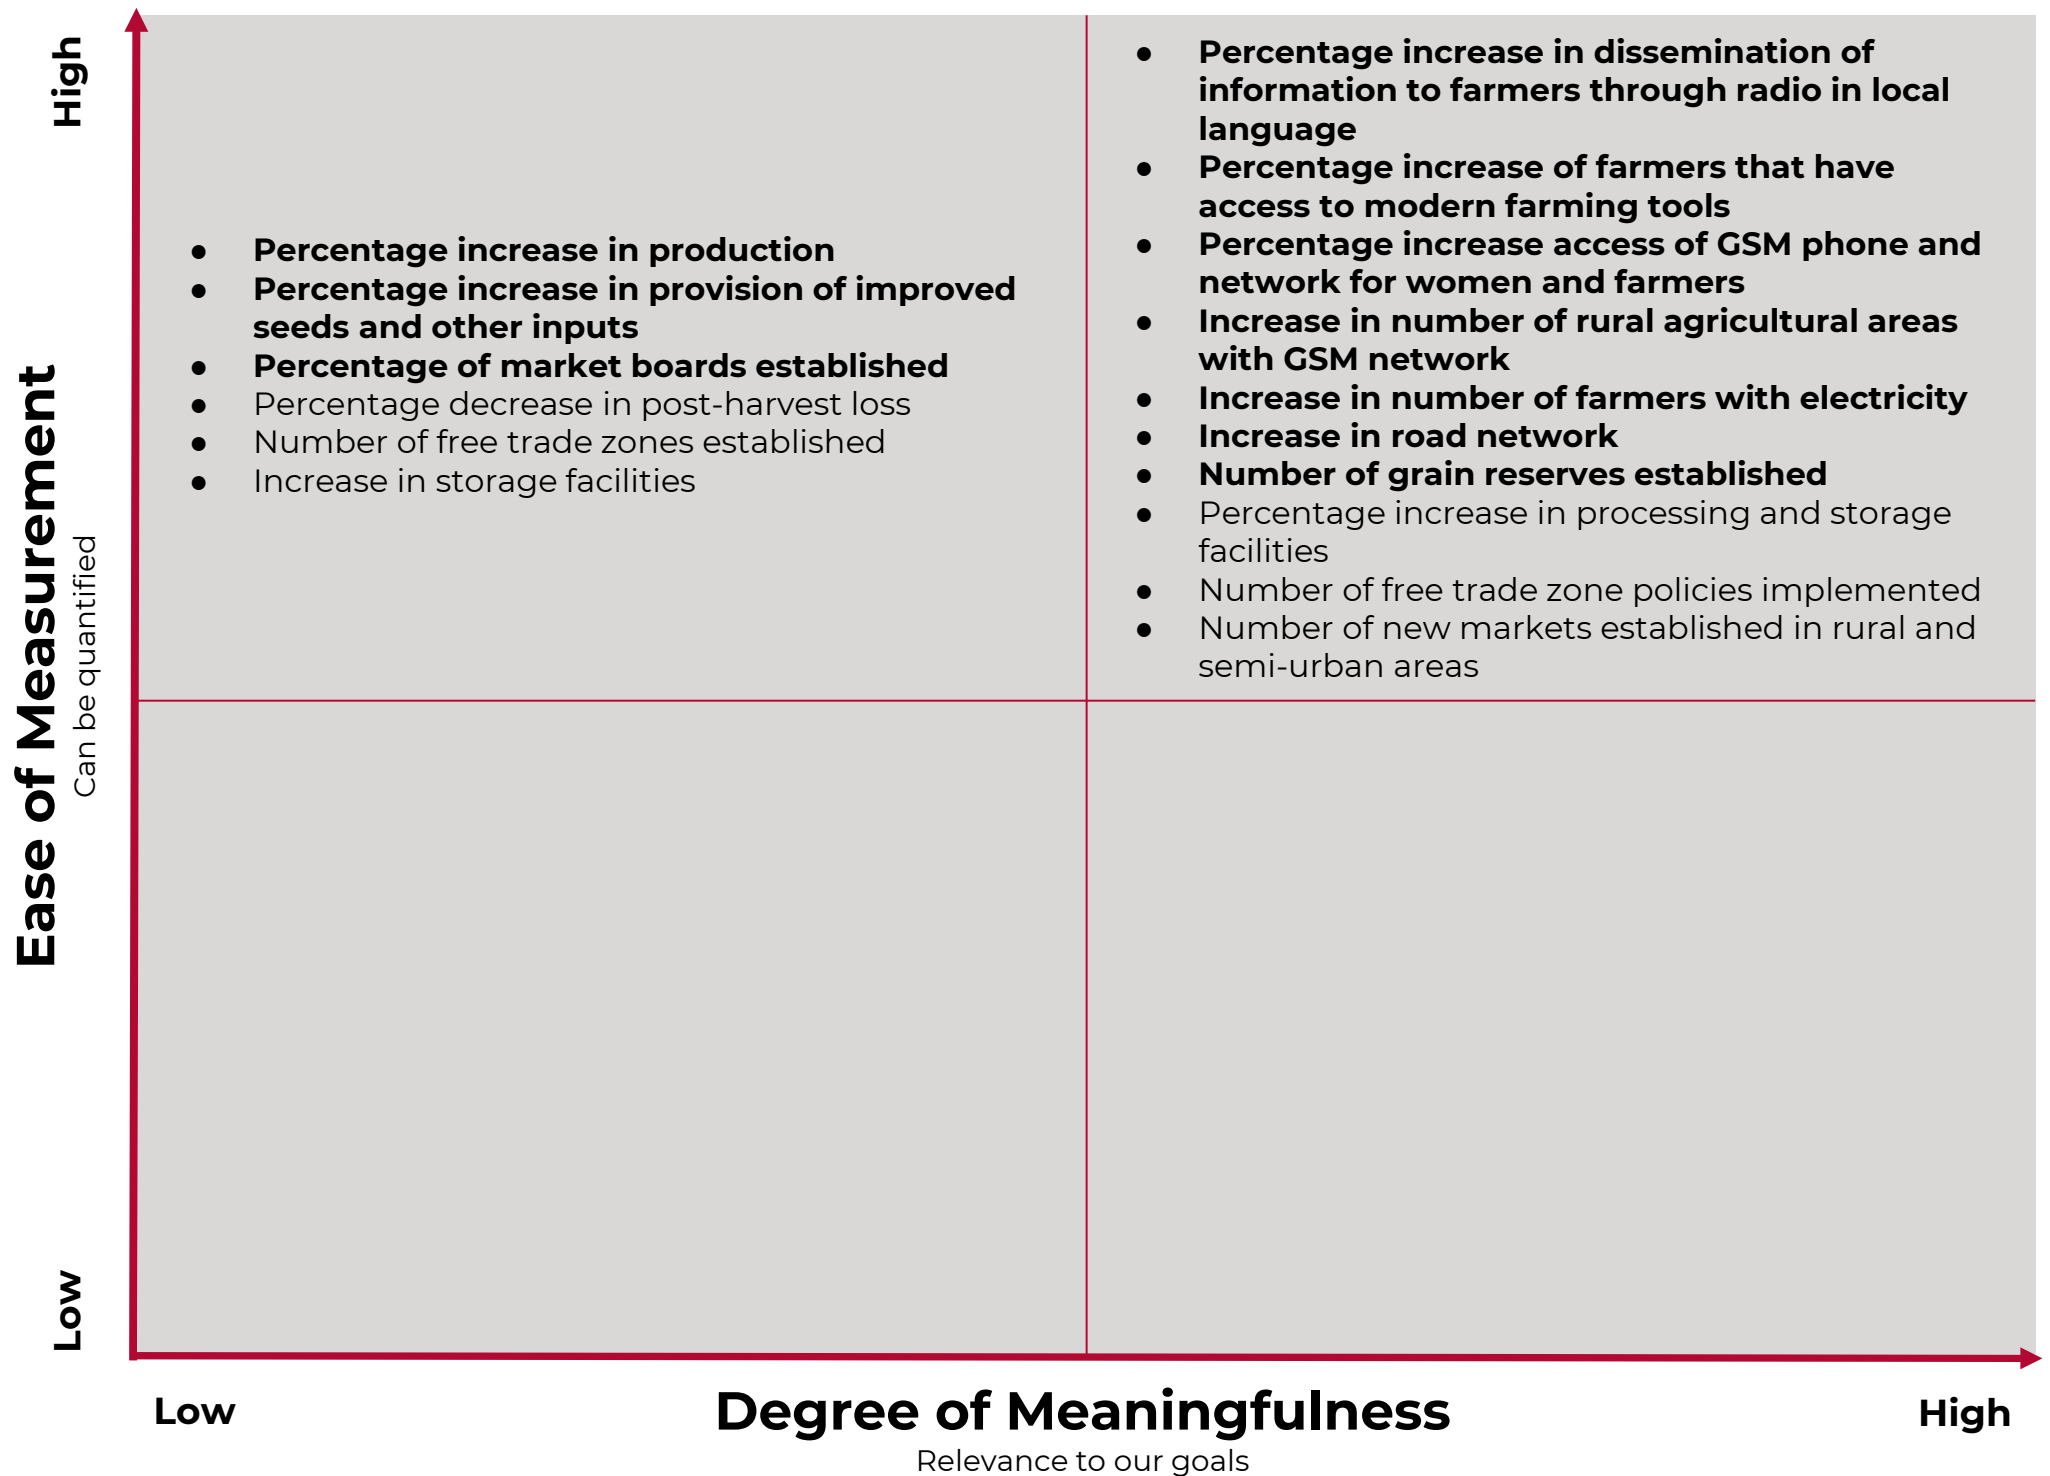 High
Ease of Measurement
Can be quantified
Low
● Percentage increase in production
● Percentage increase in provision of improved
seeds and other inputs
● Percentage of market boards established
● Percentage decrease in post-harvest loss
● Number of free trade zones established
● Increase in storage facilities
● Percentage increase in dissemination of
information to farmers through radio in local
language
● Percentage increase of farmers that have
access to modern farming tools
● Percentage increase access of GSM phone and
network for women and farmers
● Increase in number of rural agricultural areas
with GSM network
● Increase in number of farmers with electricity
● Increase in road network
● Number of grain reserves established
● Percentage increase in processing and storage
facilities
● Number of free trade zone policies implemented
● Number of new markets established in rural and
semi-urban areas
Low
Degree of Meaningfulness
High
Relevance to our goals